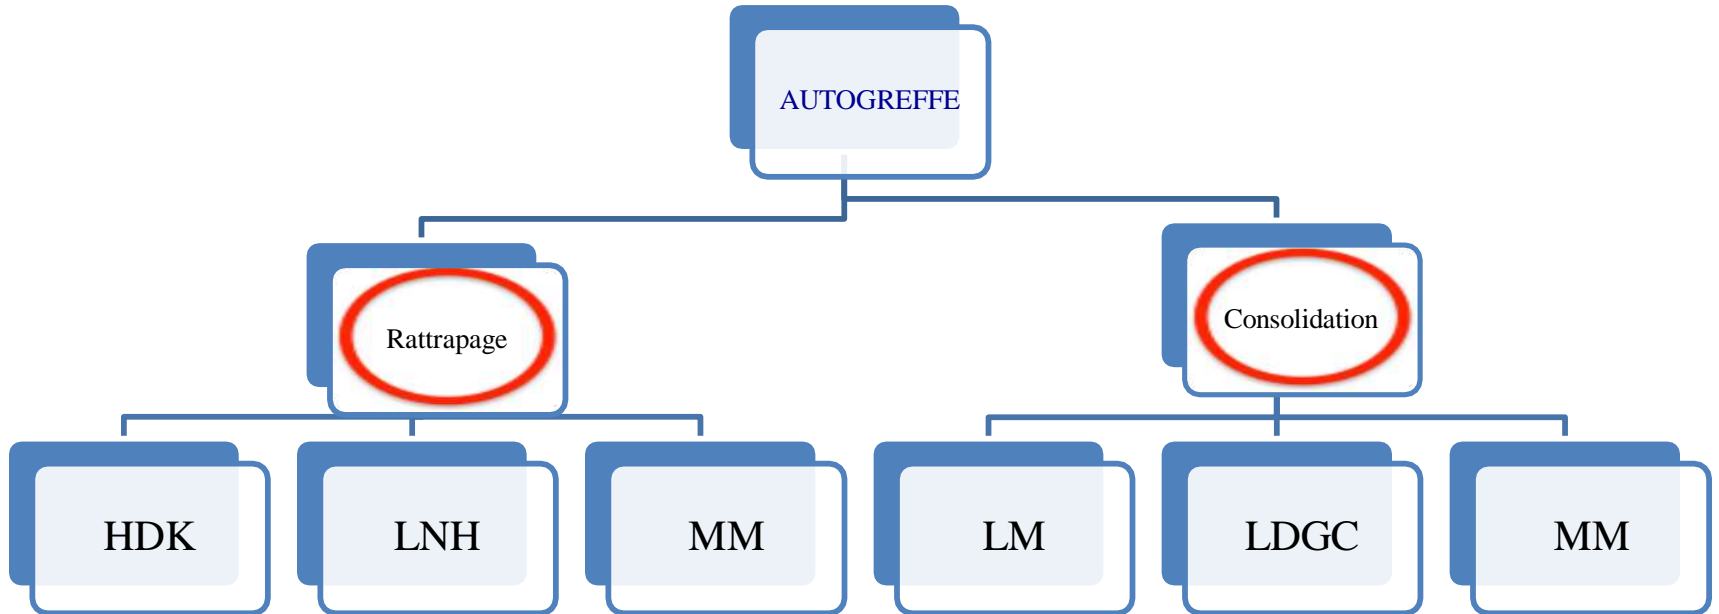 AUTOGREFFE
Rattrapage
Consolidation
HDK
LNH
MM
LM
LDGC
MM